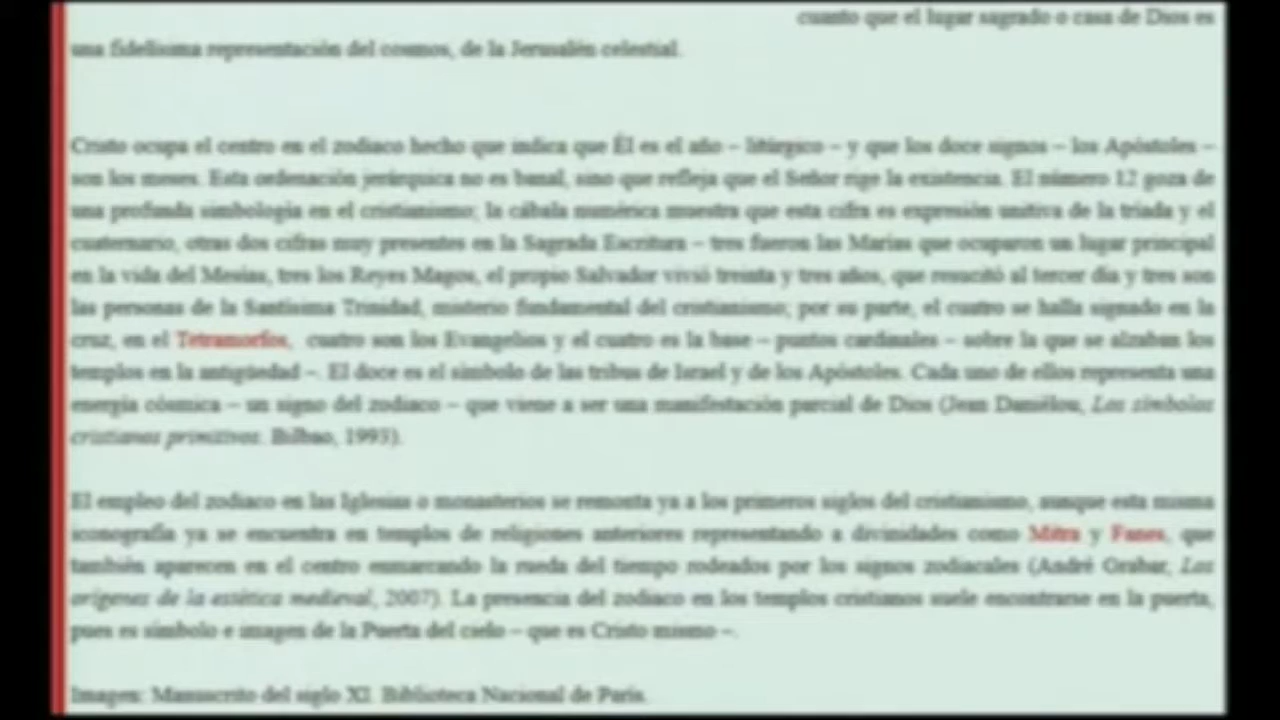 cuanto que el lugar sagrado o casa de Dios es
una fidelísima representación del cosmos, de la Jerusalén celestial.
Cristo ocupa el centro en el zodiaco hecho que indica que Él es el año – litúrgico – y que los doce signos – los Apóstoles –
son los meses. Esta ordenación jerárquica no es banal, sino que refleja que el Señor rige la existencia. El número 12 goza de
una profunda simbología en el cristianismo; la cábala numérica muestra que esta cifra es expresión unitiva de la triada y el
cuaternario, otras dos cifras muy presentes en la Sagrada Escritura – tres fueron las Marías que ocuparon un lugar principal
en la vida del Mesías, tres los Reyes Magos, el propio Salvador vivió treinta y tres años, que resucitó al tercer día y tres son
las personas de la Santísima Trinidad, misterio fundamental del cristianismo; por su parte, el cuatro se halla signado en la
cruz, en el Tetramorfos, cuatro son los Evangelios y el cuatro es la base – puntos cardinales – sobre la que se alzaban los
templos en la antigüedad –. El doce es el símbolo de las tribus de Israel y de los Apóstoles. Cada uno de ellos representa una
energía cósmica – un signo del zodiaco – que viene a ser una manifestación parcial de Dios (Jean Daniélou, Los símbolos
cristianos primitivos. Bilbao, 1993).
El empleo del zodiaco en las Iglesias o monasterios se remonta ya a los primeros siglos del cristianismo, aunque esta misma
iconografía ya se encuentra en templos de religiones anteriores representando a divinidades como Mitra y Fanes, que
también aparecen en el centro enmarcando la rueda del tiempo rodeados por los signos zodiacales (André Grabar, Los
orígenes de la estética medieval, 2007). La presencia del zodiaco en los templos cristianos suele encontrarse en la puerta,
pues es símbolo e imagen de la Puerta del cielo – que es Cristo mismo –.
Imagen: Manuscrito del siglo XI. Biblioteca Nacional de París.